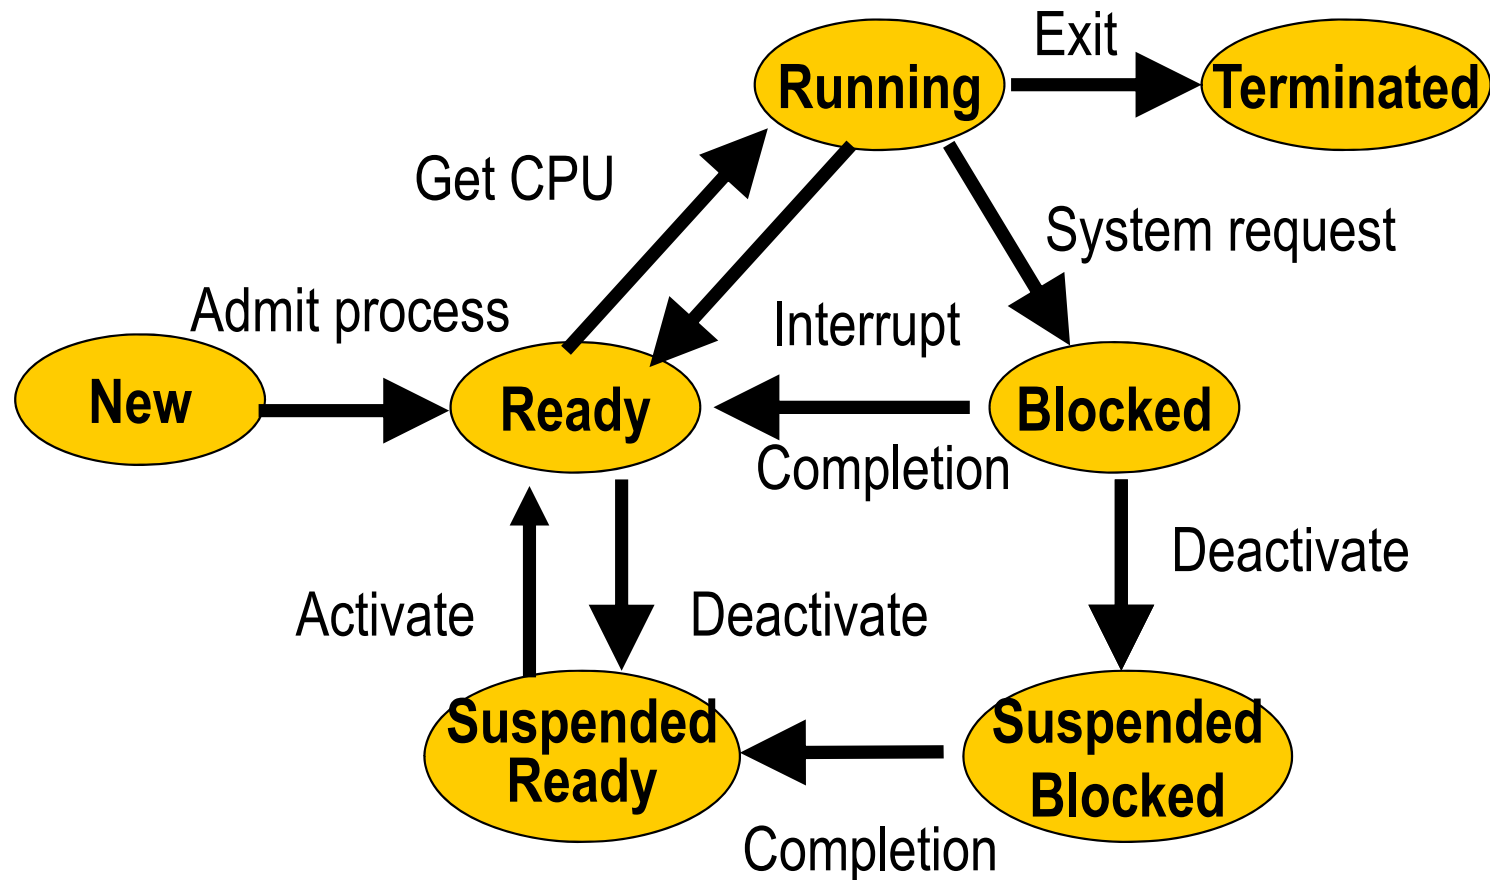 Exit
Running
Terminated
Get CPU
System request
Admit process
Interrupt
New
Ready
Blocked
Completion
Deactivate
Activate
Deactivate
Suspended
Ready
Suspended
Blocked
Completion